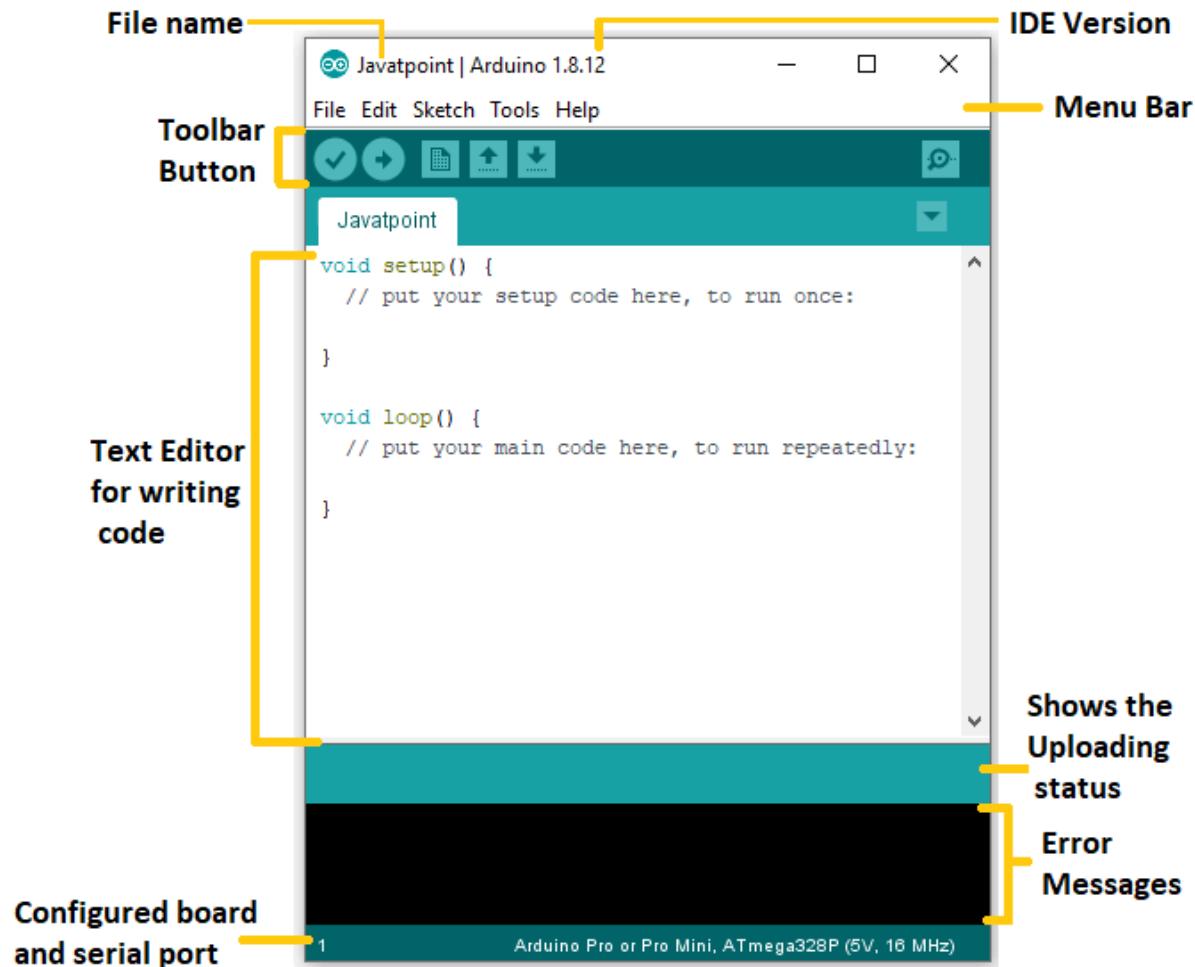 File name
IDE Version
Javatpoint | Arduino 1.8.12
File Edit Sketch Tools Help
Menu Bar
Toolbar
Button
Javatpoint
void setup() {
  // put your setup code here, to run once:
}
void loop() {
  // put your main code here, to run repeatedly:
}
Text Editor
for writing
code
Shows the
Uploading
status
Error
Messages
Configured board
and serial port
1
Arduino Pro or Pro Mini, ATmega328P (5V, 16 MHz)